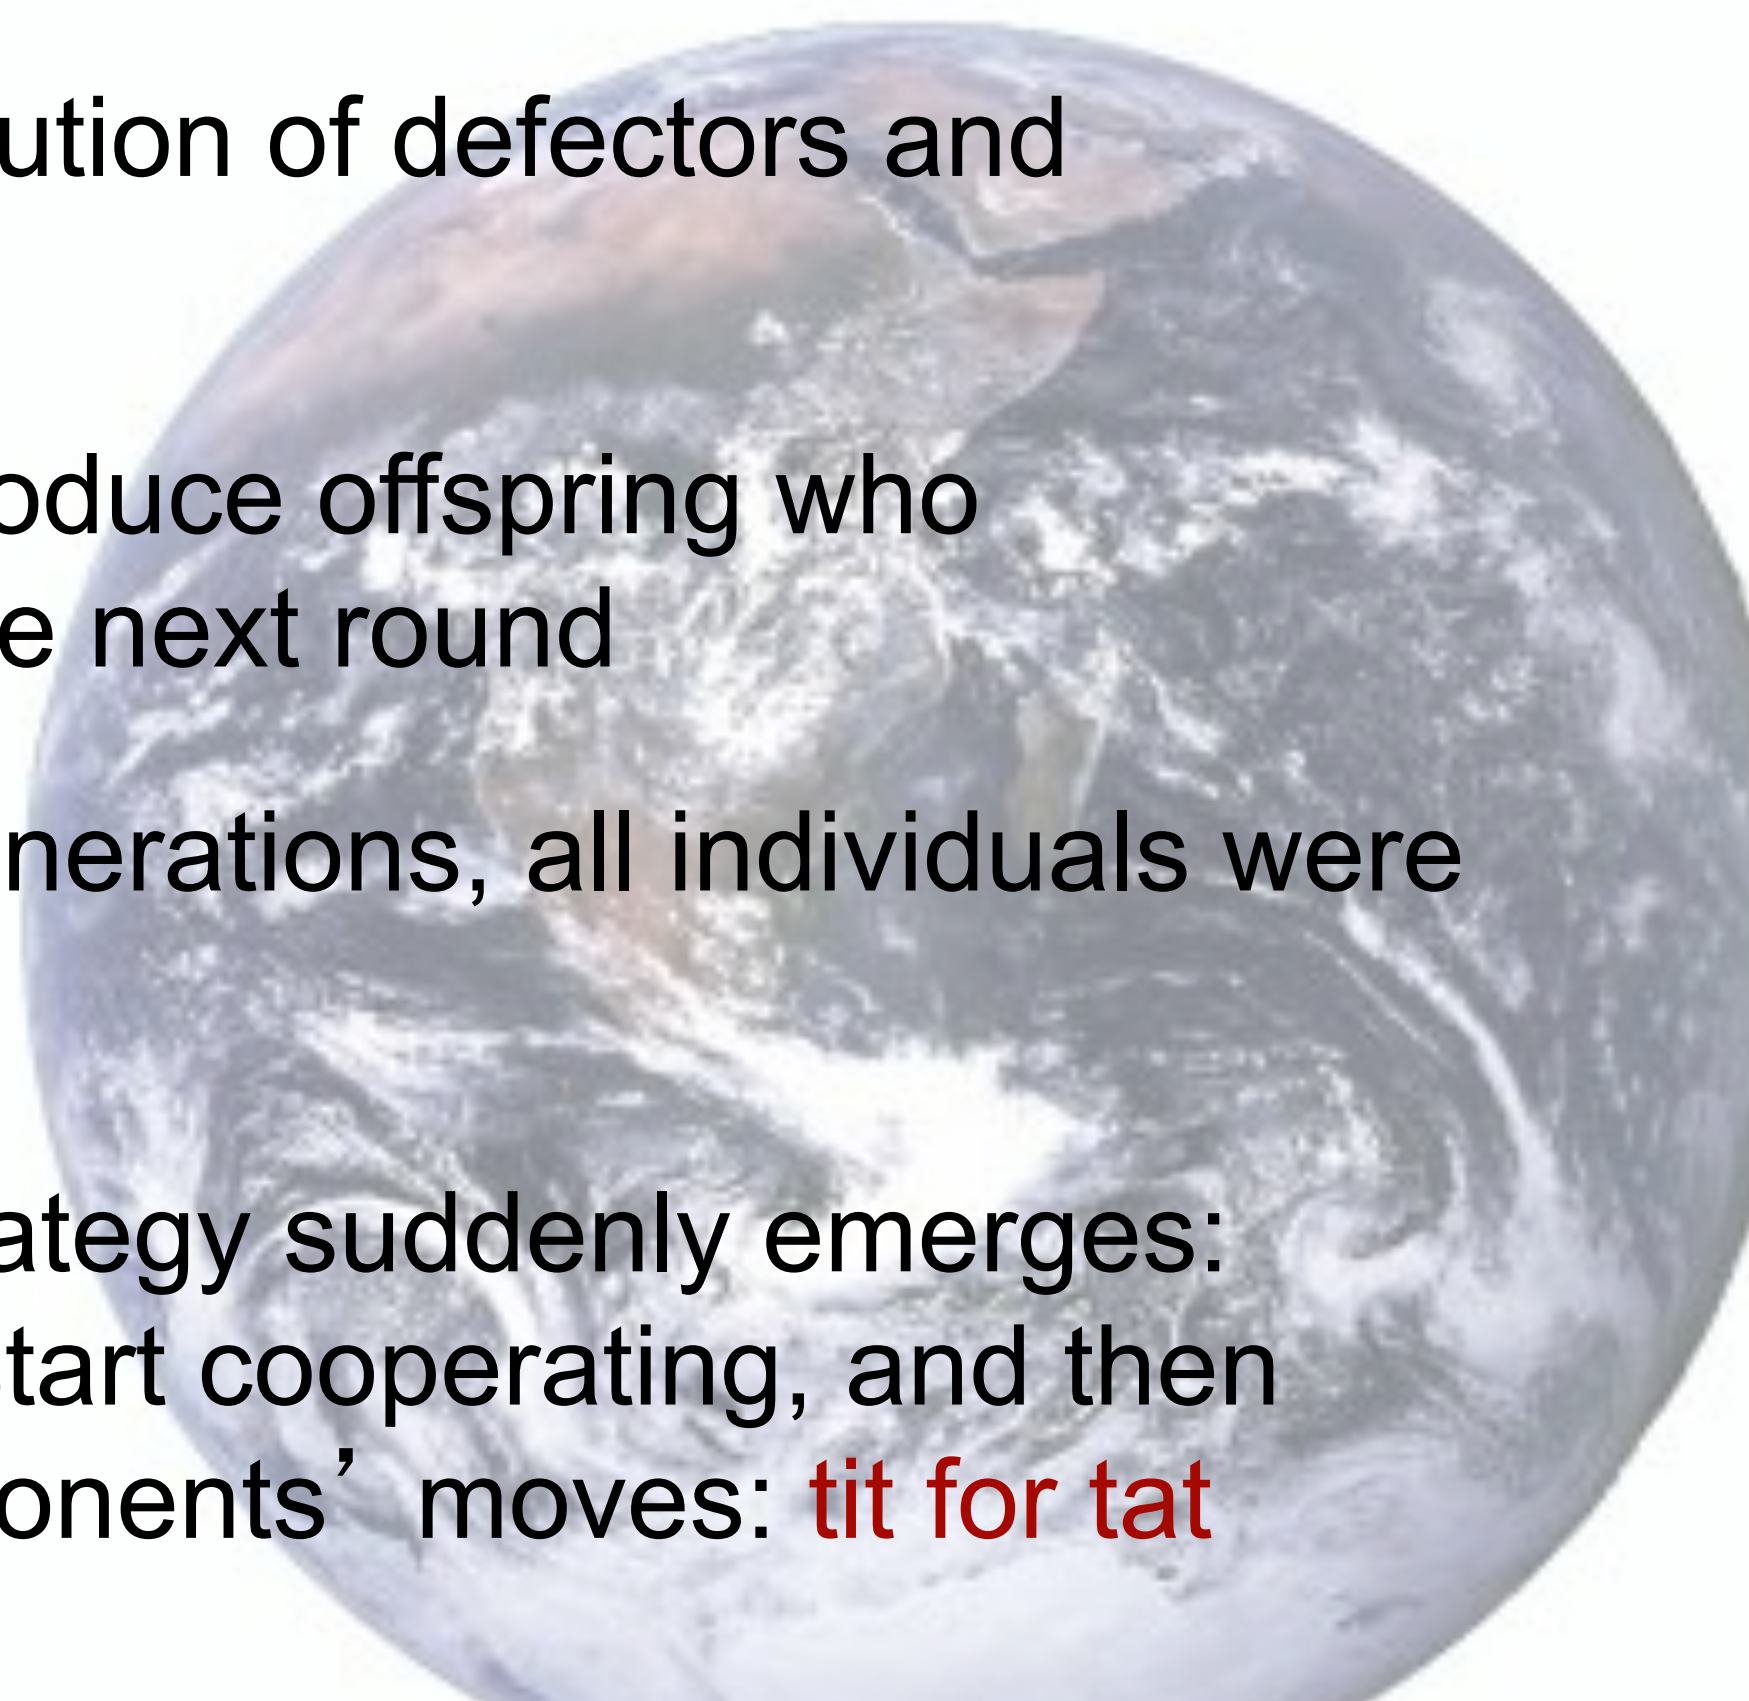 ution of defectors and
oduce offspring who
e next round
nerations, all individuals were
ategy suddenly emerges:
tart cooperating, and then
onents’ moves: tit for tat